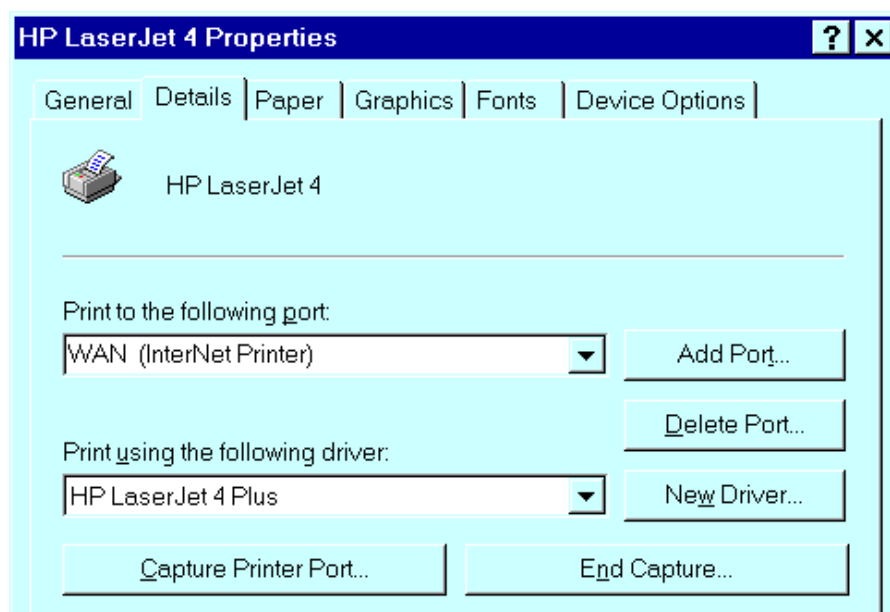 HP LaserJet 4 Properties ? ×
General Details Paper Graphics Fonts Device Options
HP LaserJet 4
Print to the following port:
WAN (InterNet Printer) Add Port...
Delete Port...
Print using the following driver:
HP LaserJet 4 Plus New Driver...
Capture Printer Port... End Capture...